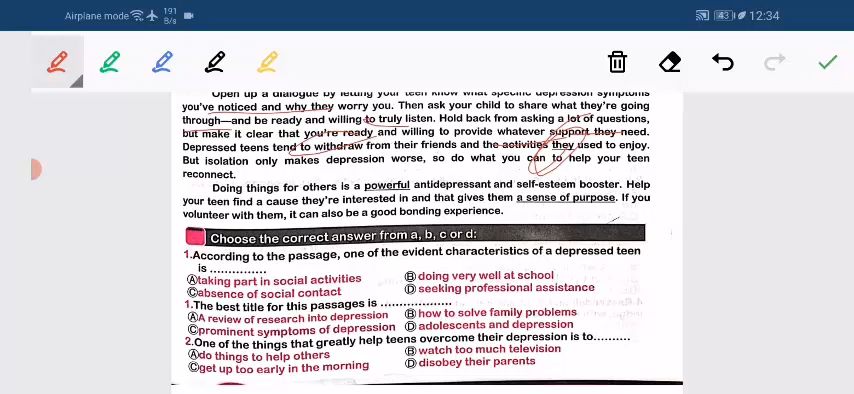 Airplane mode 191 B/s 43 12:34
Open up a dialogue by letting your teen know what specific depression symptoms
you've noticed and why they worry you. Then ask your child to share what they're going
through—and be ready and willing to truly listen. Hold back from asking a lot of questions,
but make it clear that you're ready and willing to provide whatever support they need.
Depressed teens tend to withdraw from their friends and the activities they used to enjoy.
But isolation only makes depression worse, so do what you can to help your teen
reconnect.
Doing things for others is a powerful antidepressant and self-esteem booster. Help
your teen find a cause they're interested in and that gives them a sense of purpose. If you
volunteer with them, it can also be a good bonding experience.
Choose the correct answer from a, b, c or d:
1.According to the passage, one of the evident characteristics of a depressed teen
is ...............
Ⓐtaking part in social activities Ⓑdoing very well at school
Ⓒabsence of social contact Ⓓseeking professional assistance
1.The best title for this passages is ...................
ⒶA review of research into depression Ⓑhow to solve family problems
Ⓒprominent symptoms of depression Ⓓadolescents and depression
2.One of the things that greatly help teens overcome their depression is to..........
Ⓐdo things to help others Ⓑwatch too much television
Ⓒget up too early in the morning Ⓓdisobey their parents